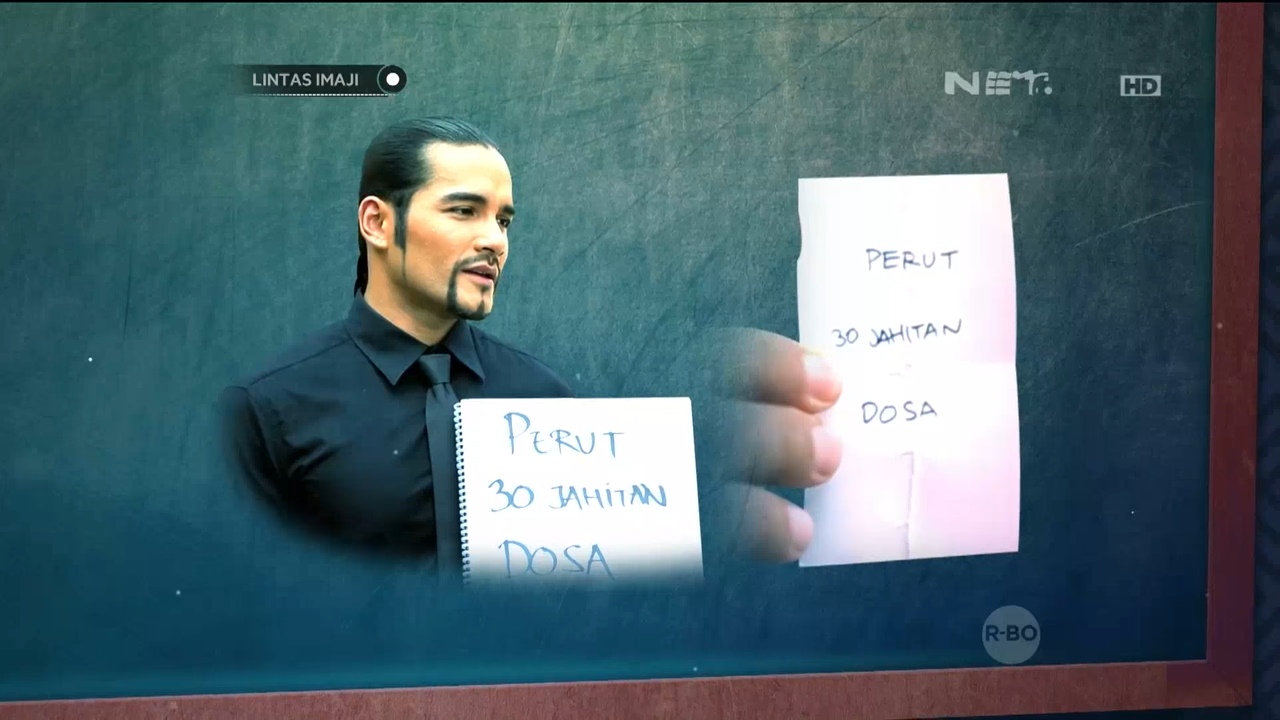 LINTAS IMAJI
NET.
HD
PERUT
30 JAHITAN
DOSA
PERUT
30 JAHITAN
DOSA
R-BO